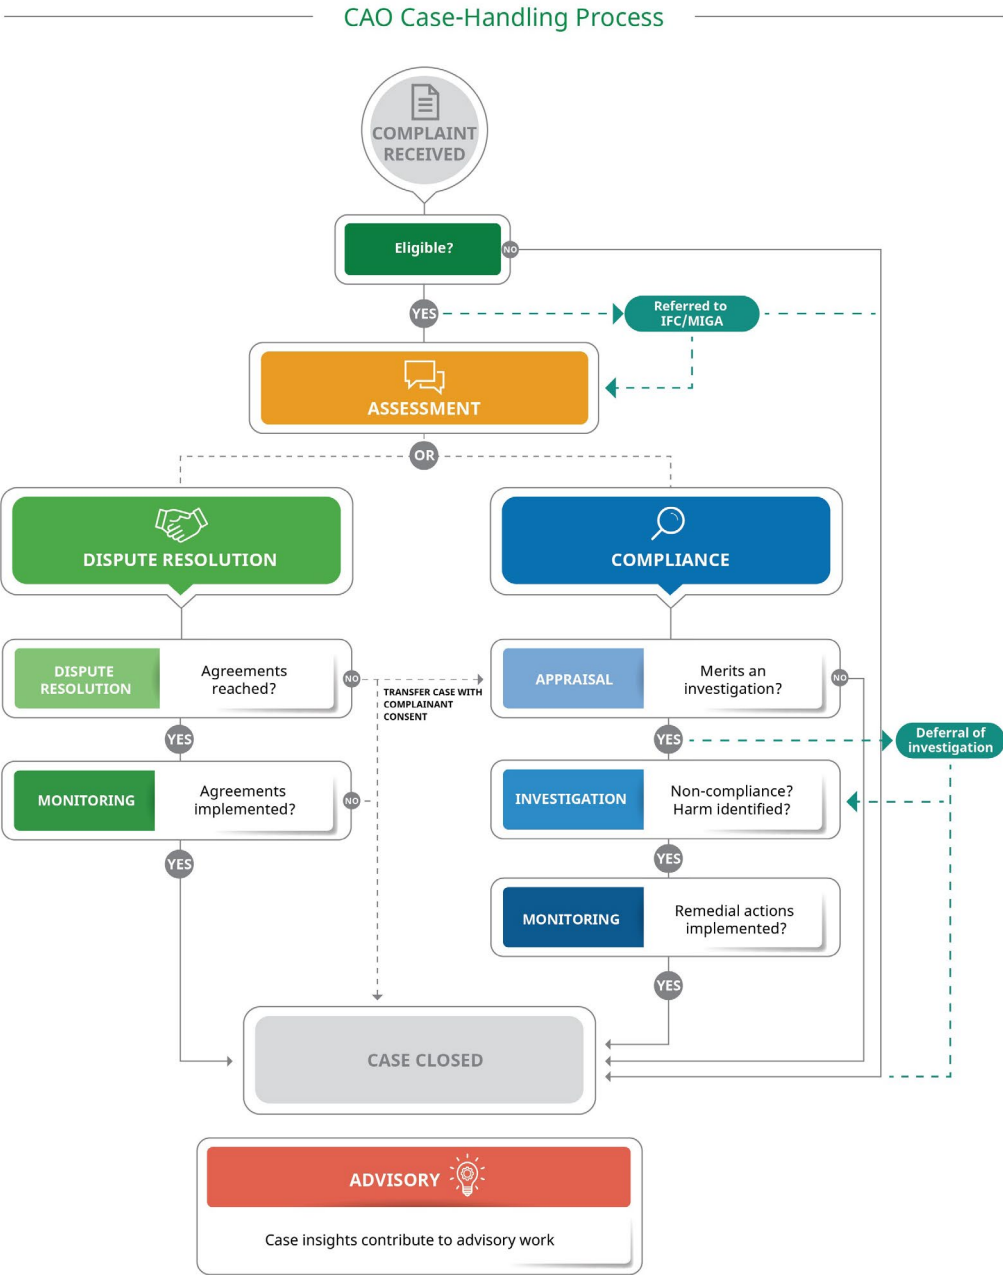 CAO Case-Handling Process
COMPLAINT
RECEIVED
Eligible?
NO
YES
Referred to
IFC/MIGA
ASSESSMENT
OR
DISPUTE RESOLUTION
COMPLIANCE
DISPUTE
RESOLUTION
Agreements
reached?
NO
TRANSFER CASE WITH
COMPLAINANT
CONSENT
APPRAISAL
Merits an
investigation?
NO
YES
YES
Deferral of
investigation
MONITORING
Agreements
implemented?
NO
INVESTIGATION
Non-compliance?
Harm identified?
YES
YES
MONITORING
Remedial actions
implemented?
YES
CASE CLOSED
ADVISORY
Case insights contribute to advisory work